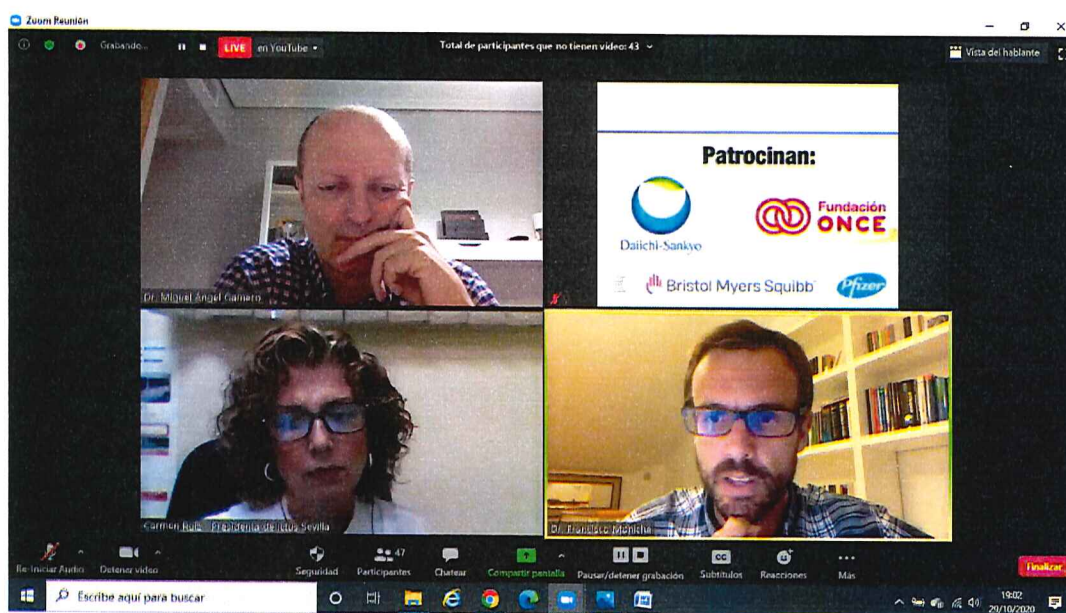 Zoom Reunión
Grabando...
LIVE en YouTube
Total de participantes que no tienen video: 43
Vista del hablante
Patrocinan:
Daiichi-Sankyo
Fundación
ONCE
Bristol Myers Squibb
Pfizer
Dr. Miguel Ángel Gamero
Carmen Ruiz - Presidenta de Ictus Sevilla
Dr. Francisco Moniche
Re-Iniciar Audio
Detener video
Seguridad
47
Participantes
Chatear
Compartir pantalla
Pausar/detener grabación
CC
Subtítulos
Reacciones
Más
Finalizar
Escribe aquí para buscar
19:02
29/10/2020